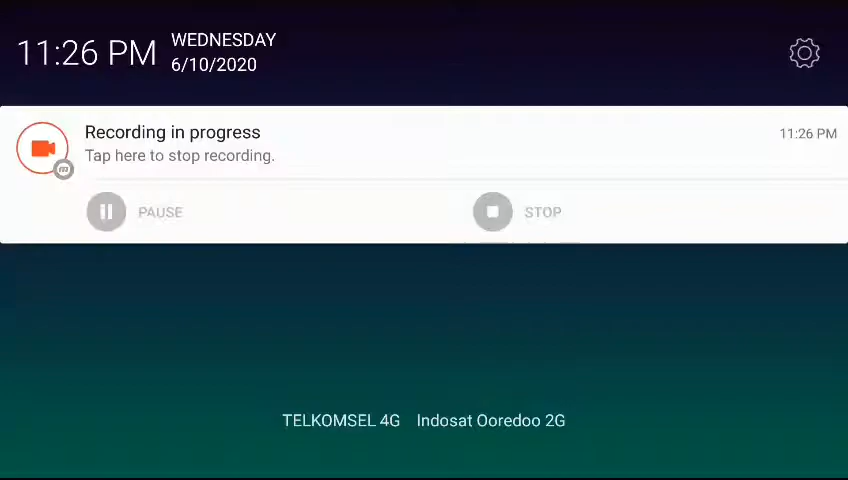 11:26 PM
WEDNESDAY
6/10/2020
Recording in progress
11:26 PM
Tap here to stop recording.
PAUSE
STOP
TELKOMSEL 4G Indosat Ooredoo 2G